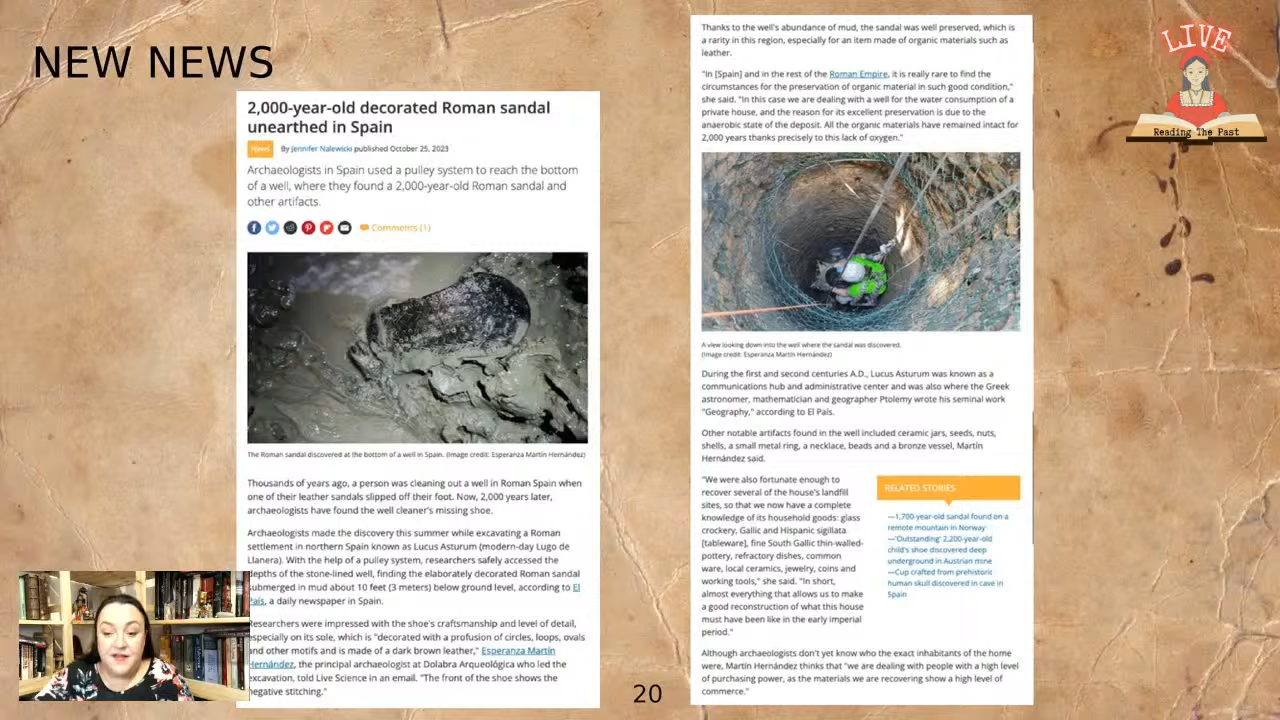 NEW NEWS
2,000-year-old decorated Roman sandal
unearthed in Spain
News By Jennifer Nalewicki published October 25, 2023
Archaeologists in Spain used a pulley system to reach the bottom
of a well, where they found a 2,000-year-old Roman sandal and
other artifacts.
Comments (1)
The Roman sandal discovered at the bottom of a well in Spain. (Image credit: Esperanza Martín Hernández)
Thousands of years ago, a person was cleaning out a well in Roman Spain when
one of their leather sandals slipped off their foot. Now, 2,000 years later,
archaeologists have found the well cleaner's missing shoe.
Archaeologists made the discovery this summer while excavating a Roman
settlement in northern Spain known as Lucus Asturum (modern-day Lugo de
Llanera). With the help of a pulley system, researchers safely accessed the
depths of the stone-lined well, finding the elaborately decorated Roman sandal
submerged in mud about 10 feet (3 meters) below ground level, according to El
País, a daily newspaper in Spain.
Researchers were impressed with the shoe's craftsmanship and level of detail,
especially on its sole, which is "decorated with a profusion of circles, loops, ovals
and other motifs and is made of a dark brown leather," Esperanza Martín
Hernández, the principal archaeologist at Dolabra Arqueológica who led the
excavation, told Live Science in an email. "The front of the shoe shows the
negative stitching."
20
Thanks to the well's abundance of mud, the sandal was well preserved, which is
a rarity in this region, especially for an item made of organic materials such as
leather.
"In [Spain] and in the rest of the Roman Empire, it is really rare to find the
circumstances for the preservation of organic material in such good condition,"
she said. "In this case we are dealing with a well for the water consumption of a
private house, and the reason for its excellent preservation is due to the
anaerobic state of the deposit. All the organic materials have remained intact for
2,000 years thanks precisely to this lack of oxygen."
A view looking down into the well where the sandal was discovered.
(Image credit: Esperanza Martín Hernández)
During the first and second centuries A.D., Lucus Asturum was known as a
communications hub and administrative center and was also where the Greek
astronomer, mathematician and geographer Ptolemy wrote his seminal work
"Geography," according to El País.
Other notable artifacts found in the well included ceramic jars, seeds, nuts,
shells, a small metal ring, a necklace, beads and a bronze vessel, Martín
Hernández said.
"We were also fortunate enough to
recover several of the house's landfill
sites, so that we now have a complete
knowledge of its household goods: glass
crockery, Gallic and Hispanic sigillata
[tableware], fine South Gallic thin-walled-
pottery, refractory dishes, common
ware, local ceramics, jewelry, coins and
working tools," she said. "In short,
almost everything that allows us to make
a good reconstruction of what this house
must have been like in the early imperial
period."
RELATED STORIES
—1,700-year-old sandal found on a
remote mountain in Norway
—'Outstanding' 2,200-year-old
child's shoe discovered deep
underground in Austrian mine
—Cup crafted from prehistoric
human skull discovered in cave in
Spain
Although archaeologists don't yet know who the exact inhabitants of the home
were, Martín Hernández thinks that "we are dealing with people with a high level
of purchasing power, as the materials we are recovering show a high level of
commerce."
LIVE
Reading The Past